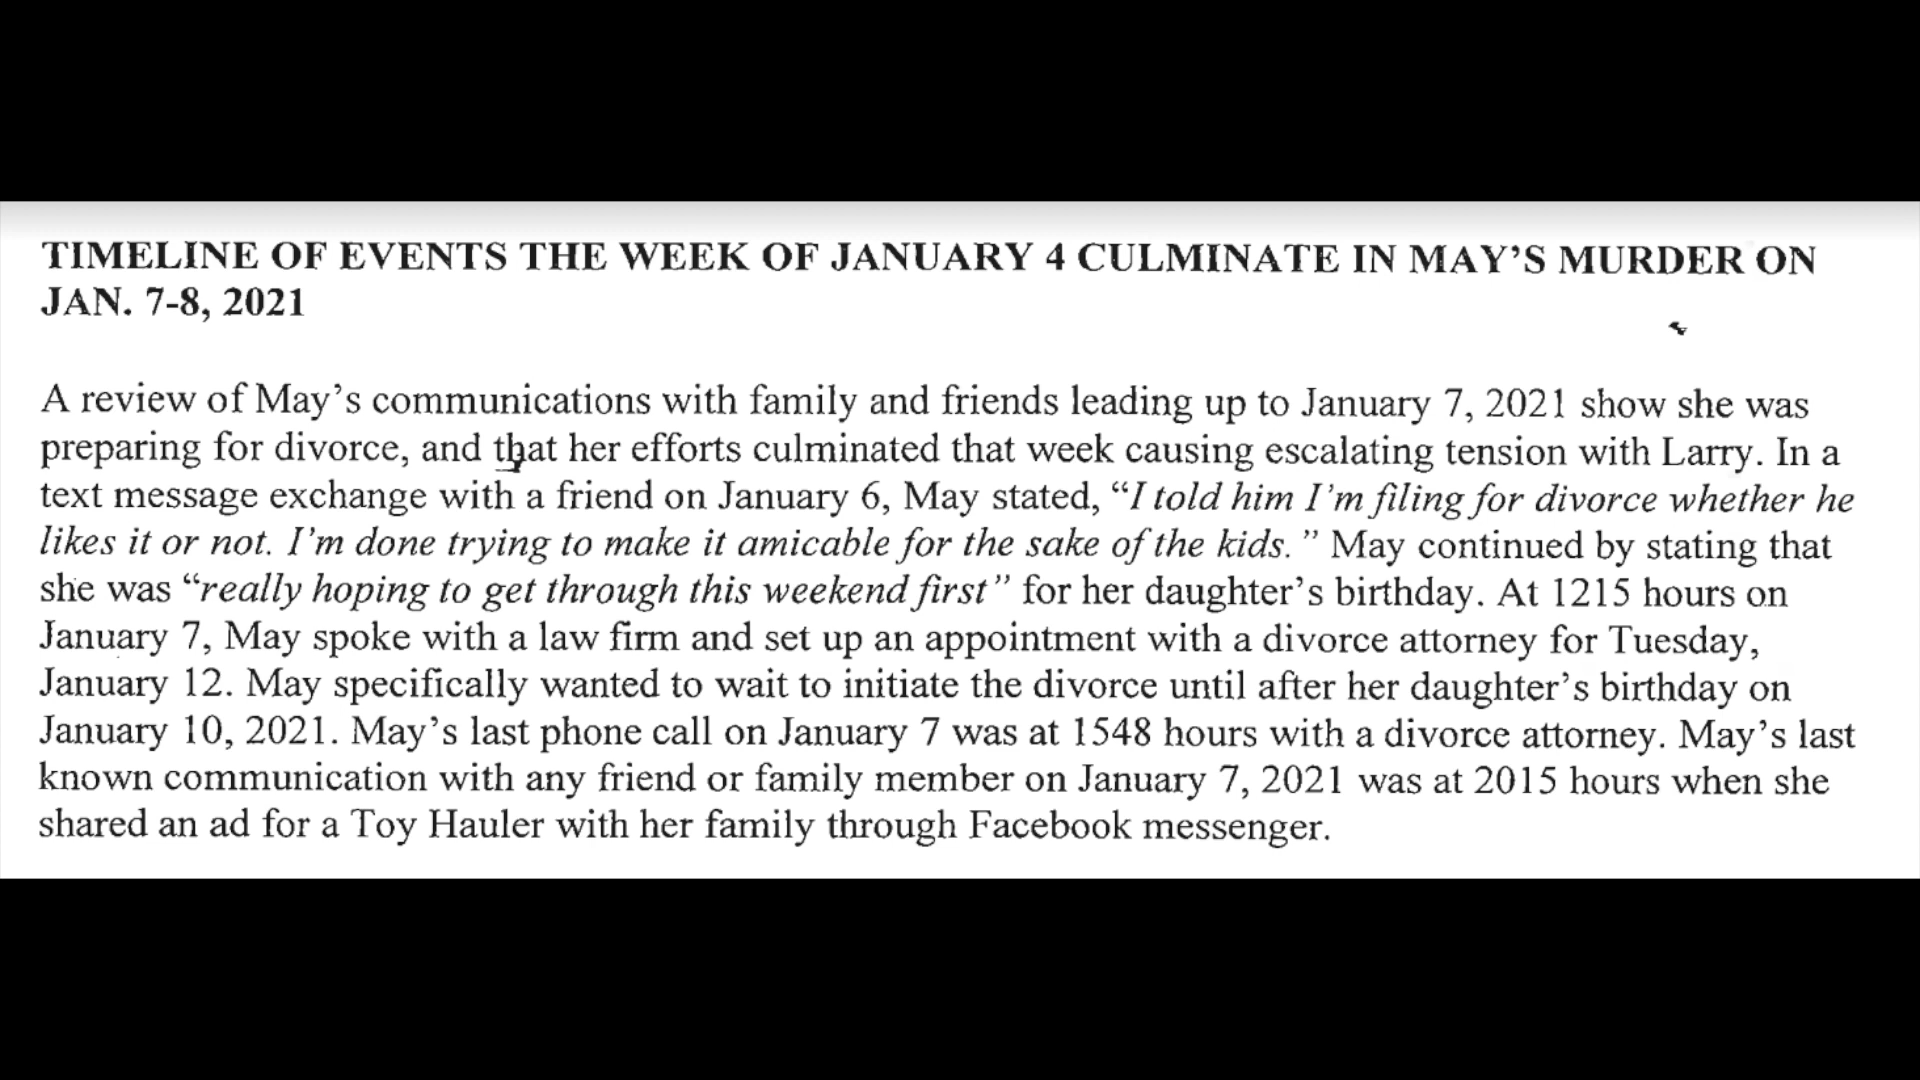 TIMELINE OF EVENTS THE WEEK OF JANUARY 4 CULMINATE IN MAY'S MURDER ON
JAN. 7-8, 2021
A review of May's communications with family and friends leading up to January 7, 2021 show she was
preparing for divorce, and that her efforts culminated that week causing escalating tension with Larry. In a
text message exchange with a friend on January 6, May stated, “I told him I'm filing for divorce whether he
likes it or not. I'm done trying to make it amicable for the sake of the kids. ” May continued by stating that
she was “really hoping to get through this weekend first” for her daughter's birthday. At 1215 hours on
January 7, May spoke with a law firm and set up an appointment with a divorce attorney for Tuesday,
January 12. May specifically wanted to wait to initiate the divorce until after her daughter's birthday on
January 10, 2021. May's last phone call on January 7 was at 1548 hours with a divorce attorney. May's last
known communication with any friend or family member on January 7, 2021 was at 2015 hours when she
shared an ad for a Toy Hauler with her family through Facebook messenger.